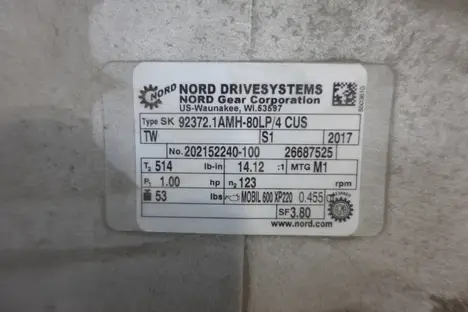 NORD
NORD DRIVESYSTEMS
NORD Gear Corporation
US-Waunakee, WI.53597
Type SK 92372.1AMH-80LP/4 CUS
TW S1 2017
No. 202152240-100 26687525
T₂ 514 lb-in 14.12 :1 MTG M1
P₁ 1.00 hp n₂ 123 rpm
53 lbs MOBIL 600 XP220 0.455
SF 3.80
www.nord.com